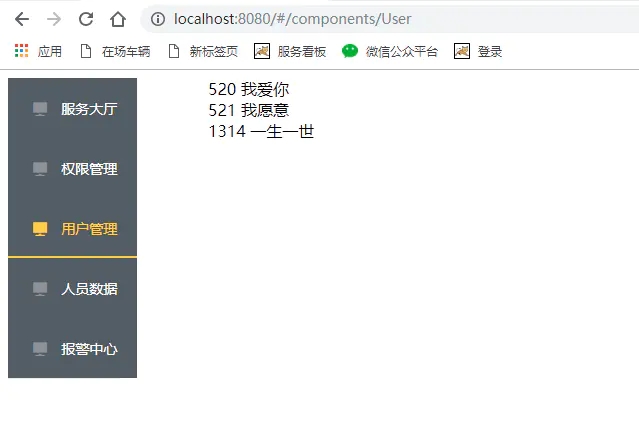 localhost:8080/#/components/User
应用 在场车辆 新标签页 服务看板 微信公众平台 登录
服务大厅
权限管理
用户管理
人员数据
报警中心
520 我爱你
521 我愿意
1314 一生一世